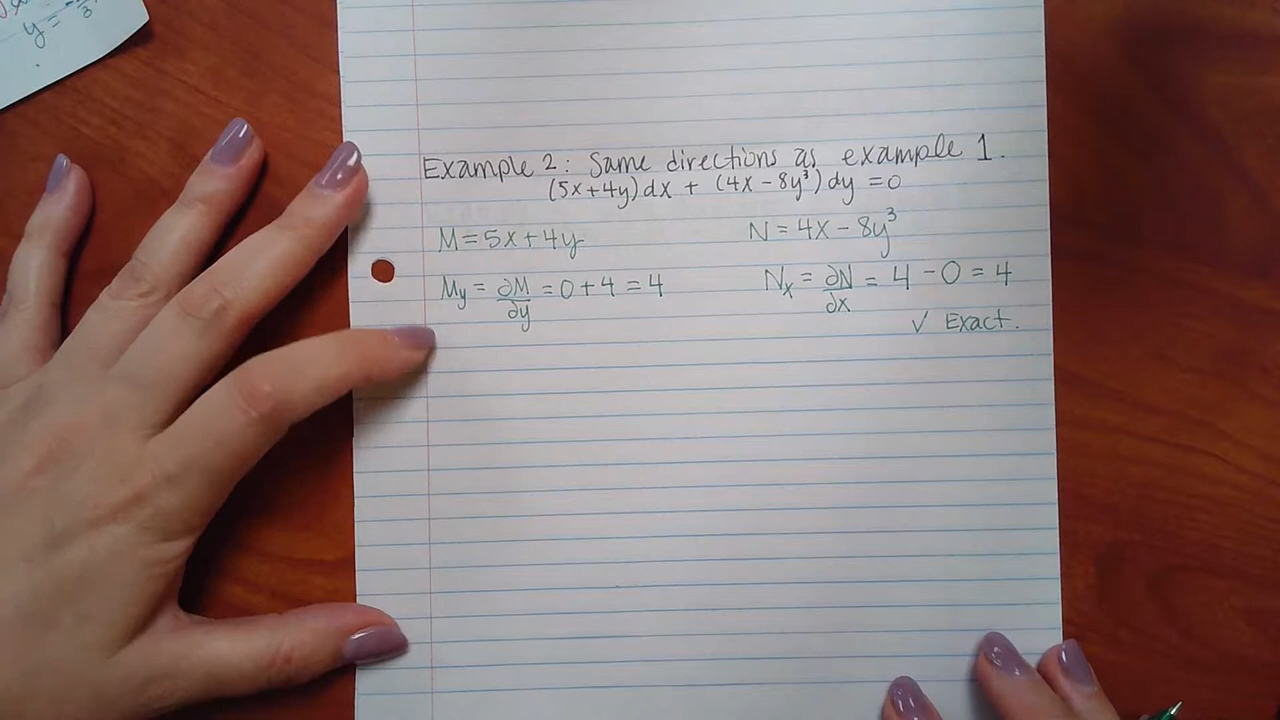 y =
Example 2: Same directions as example 1.
(5x+4y)dx + (4x-8y³)dy = 0
M = 5x + 4y
N = 4x - 8y³
My = ∂M/∂y = 0 + 4 = 4
Nx = ∂N/∂x = 4 - 0 = 4
√ Exact.